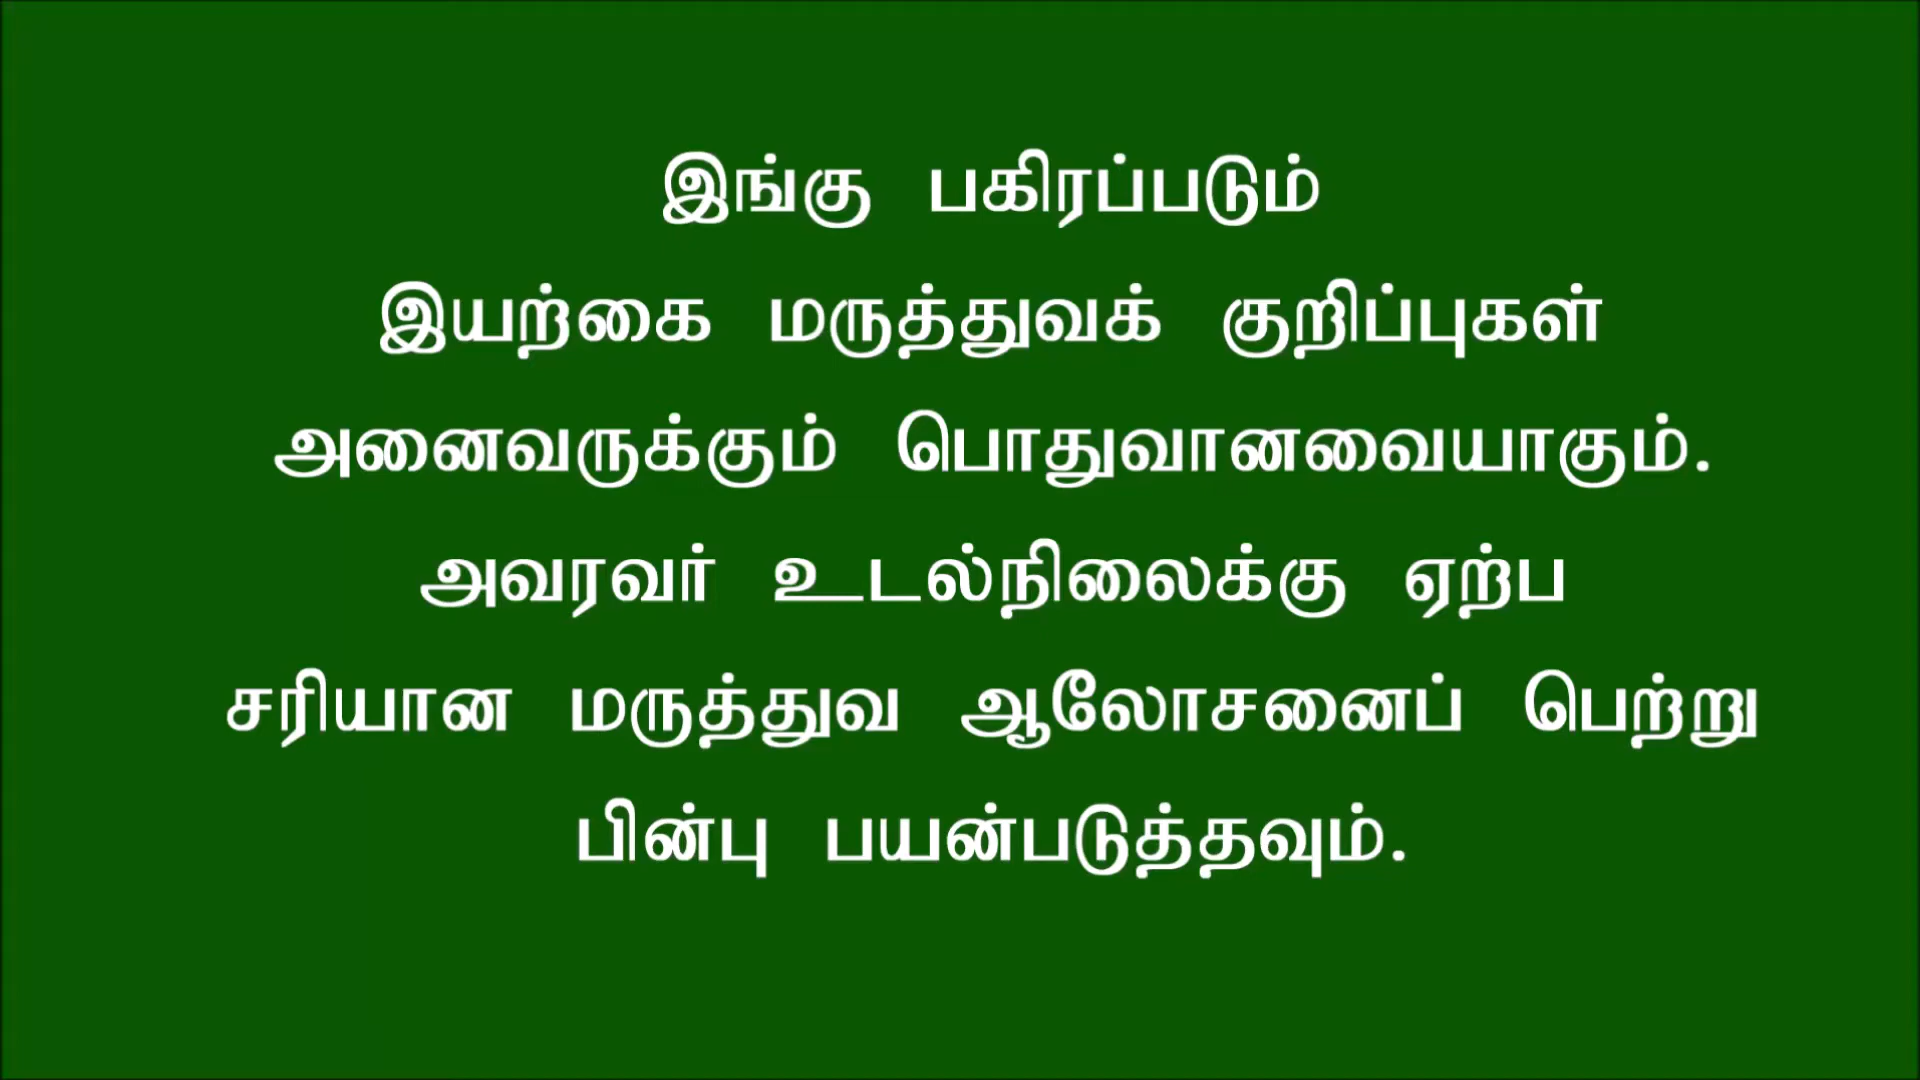 இங்கு பகிரப்படும்
இயற்கை மருத்துவக் குறிப்புகள்
அனைவருக்கும் பொதுவானவையாகும்.
அவரவர் உடல்நிலைக்கு ஏற்ப
சரியான மருத்துவ ஆலோசனைப் பெற்று
பின்பு பயன்படுத்தவும்.